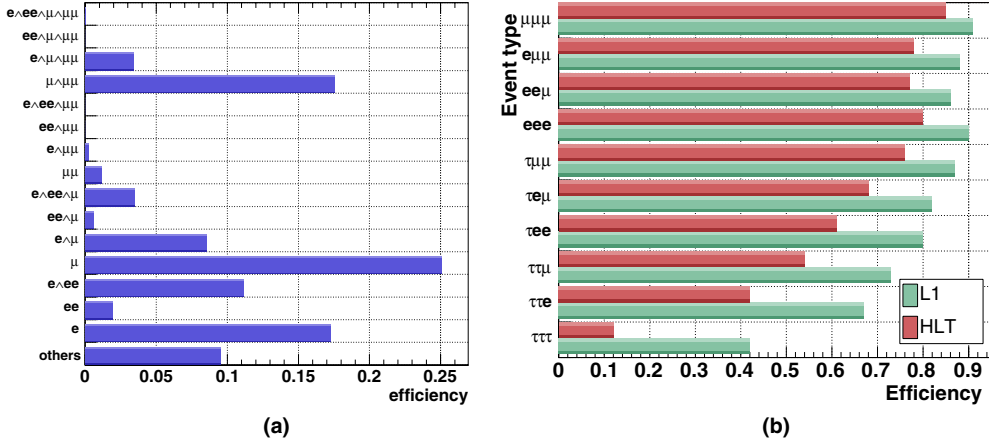 e∧ee∧μ∧μμ
ee∧μ∧μμ
e∧μ∧μμ
μ∧μμ
e∧ee∧μμ
ee∧μμ
e∧μμ
μμ
e∧ee∧μ
ee∧μ
e∧μ
μ
e∧ee
ee
e
others
0 0.05 0.1 0.15 0.2 0.25
efficiency
(a)
Event type
μμμ
eμμ
eeμ
eee
τμμ
τeμ
τee
ττμ
ττe
τττ
L1
HLT
0 0.1 0.2 0.3 0.4 0.5 0.6 0.7 0.8 0.9
Efficiency
(b)